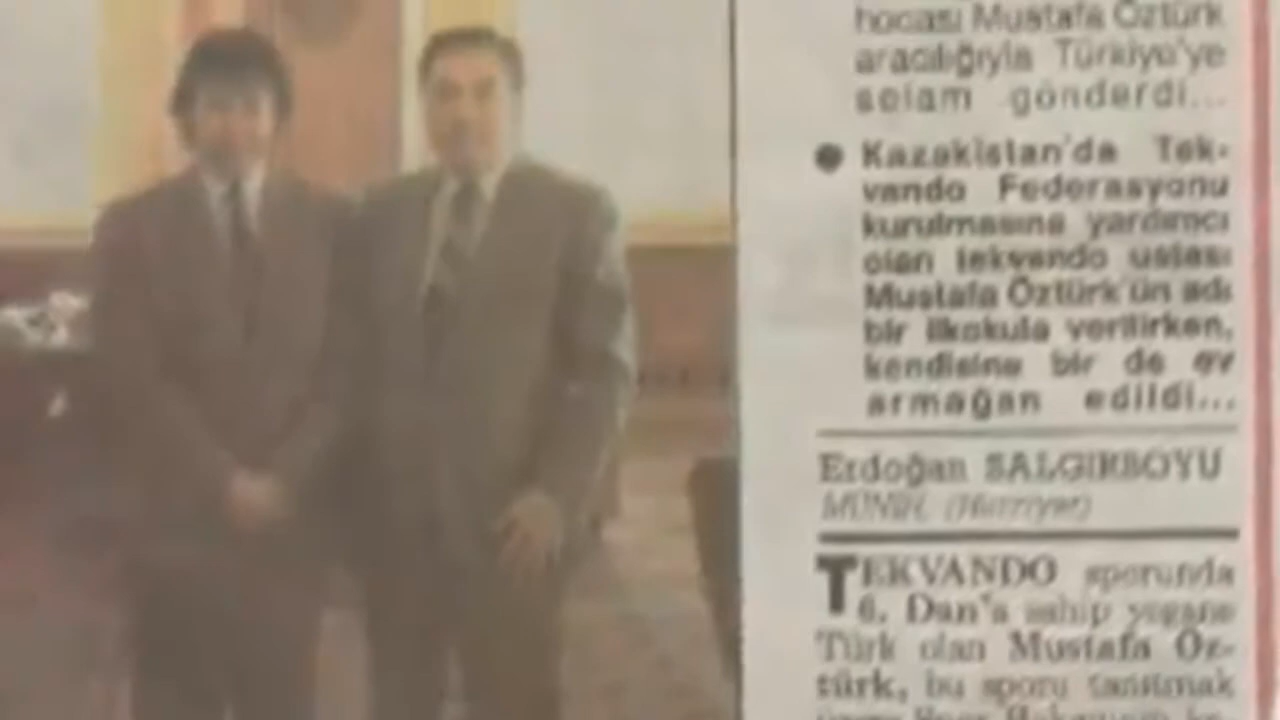 hocası Mustafa Öztürk
aracılığıyla Türkiye'ye
selam gönderdi...
● Kazakistan'da Tek-
vando Federasyonu
kurulmasına yardımcı
olan tekvando ustası
Mustafa Öztürk'ün adı
bir ilkokula verilirken,
kendisine bir de ev
armağan edildi...
Erdoğan SALGIRBOYU
MÜNİH, (Hürriyet)
TEKVANDO sporunda
6. Dan'a sahip yegane
Türk olan Mustafa Öz-
türk, bu sporu tanıtmak